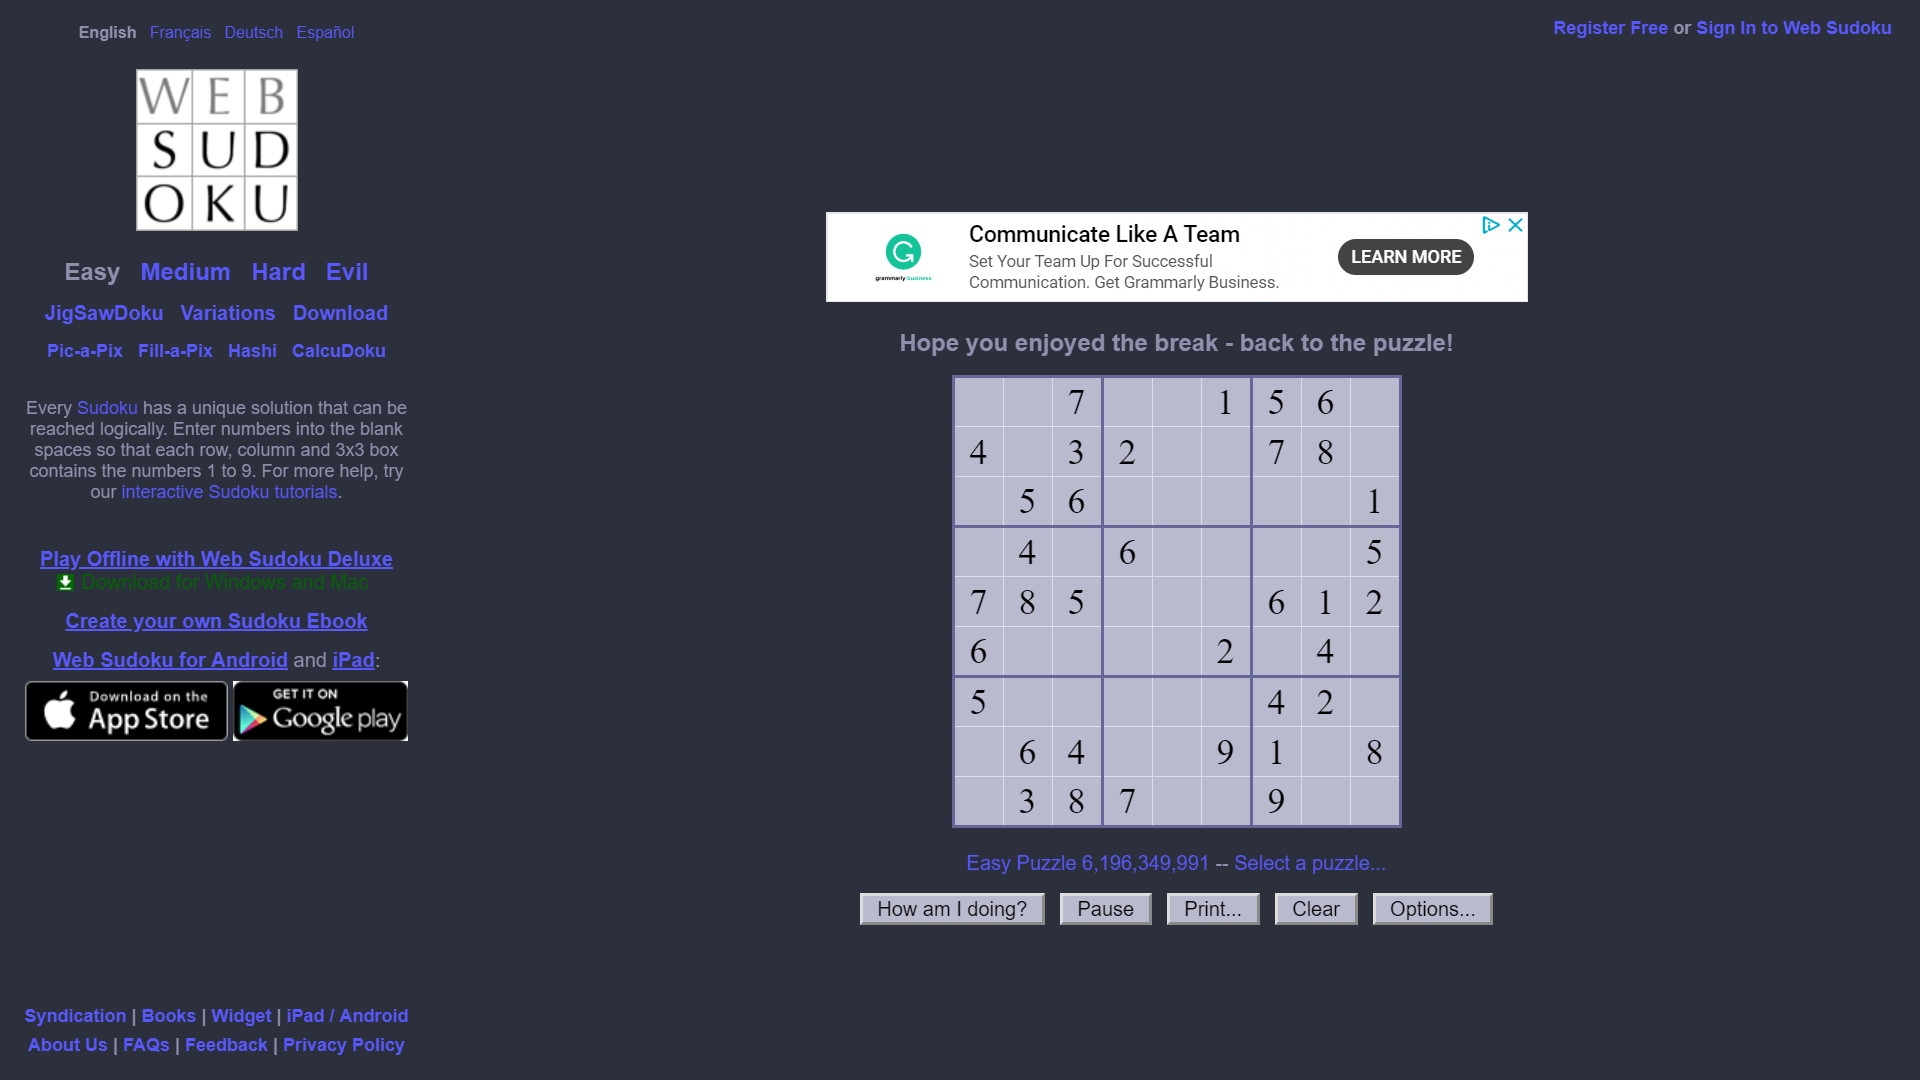 English Français Deutsch Español
Register Free or Sign In to Web Sudoku
WEB
SUD
OKU
Easy Medium Hard Evil
JigSawDoku Variations Download
Pic-a-Pix Fill-a-Pix Hashi CalcuDoku
Every Sudoku has a unique solution that can be
reached logically. Enter numbers into the blank
spaces so that each row, column and 3x3 box
contains the numbers 1 to 9. For more help, try
our interactive Sudoku tutorials.
Play Offline with Web Sudoku Deluxe
Download for Windows and Mac
Create your own Sudoku Ebook
Web Sudoku for Android and iPad:
Download on the
App Store
GET IT ON
Google play
Syndication | Books | Widget | iPad / Android
About Us | FAQs | Feedback | Privacy Policy
grammarly business
Communicate Like A Team
Set Your Team Up For Successful
Communication. Get Grammarly Business.
LEARN MORE
Hope you enjoyed the break - back to the puzzle!
7 1 5 6
4 3 2 7 8
5 6 1
4 6 5
7 8 5 6 1 2
6 2 4
5 4 2
6 4 9 1 8
3 8 7 9
Easy Puzzle 6,196,349,991 -- Select a puzzle...
How am I doing? Pause Print... Clear Options...